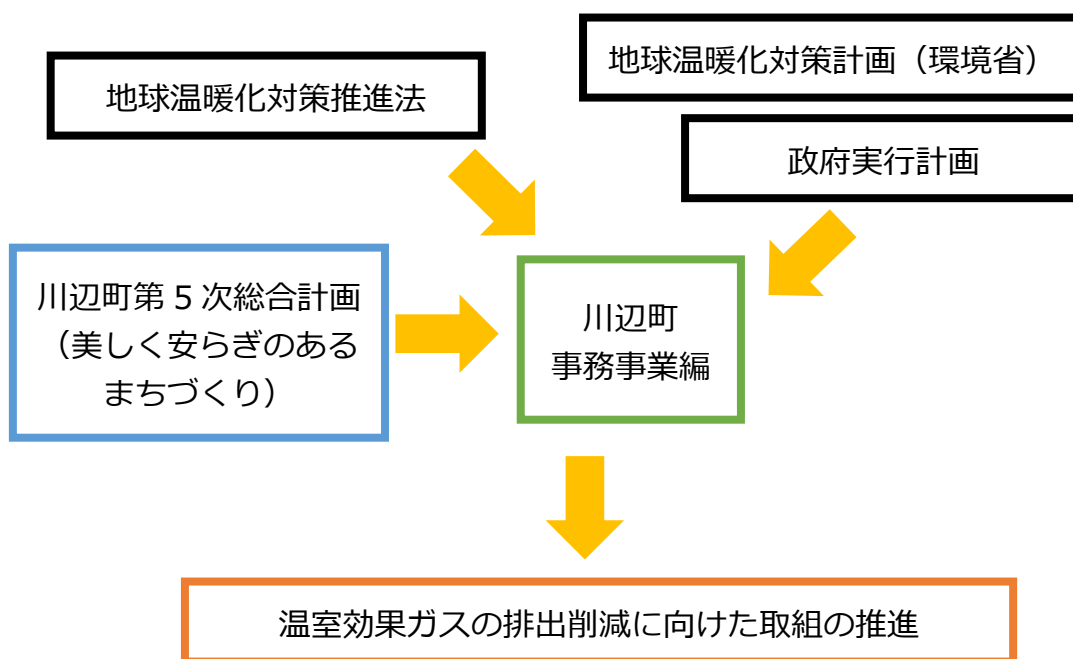 地球温暖化対策推進法
地球温暖化対策計画（環境省）
政府実行計画
川辺町第5次総合計画
（美しく安らぎのある
まちづくり）
川辺町
事務事業編
温室効果ガスの排出削減に向けた取組の推進